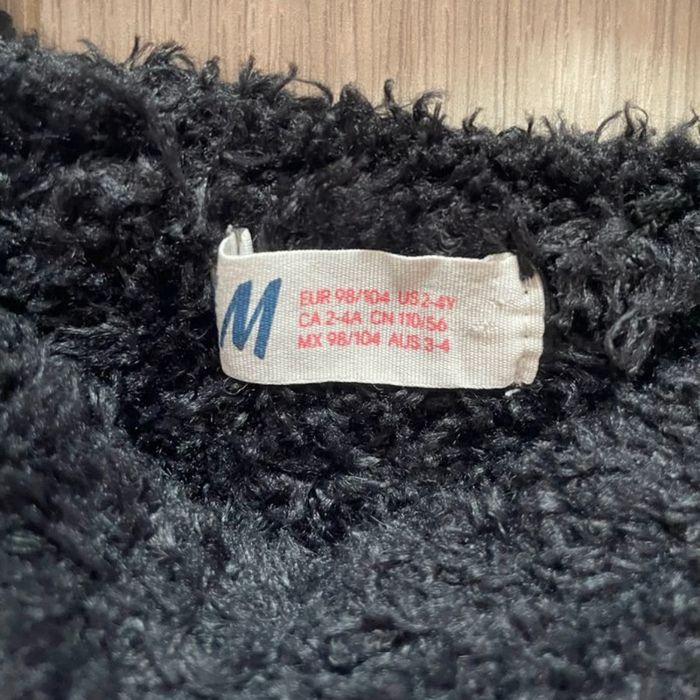 M
EUR 98/104 US 2-4Y
CA 2-4A CN 110/56
MX 98/104 AUS 3-4